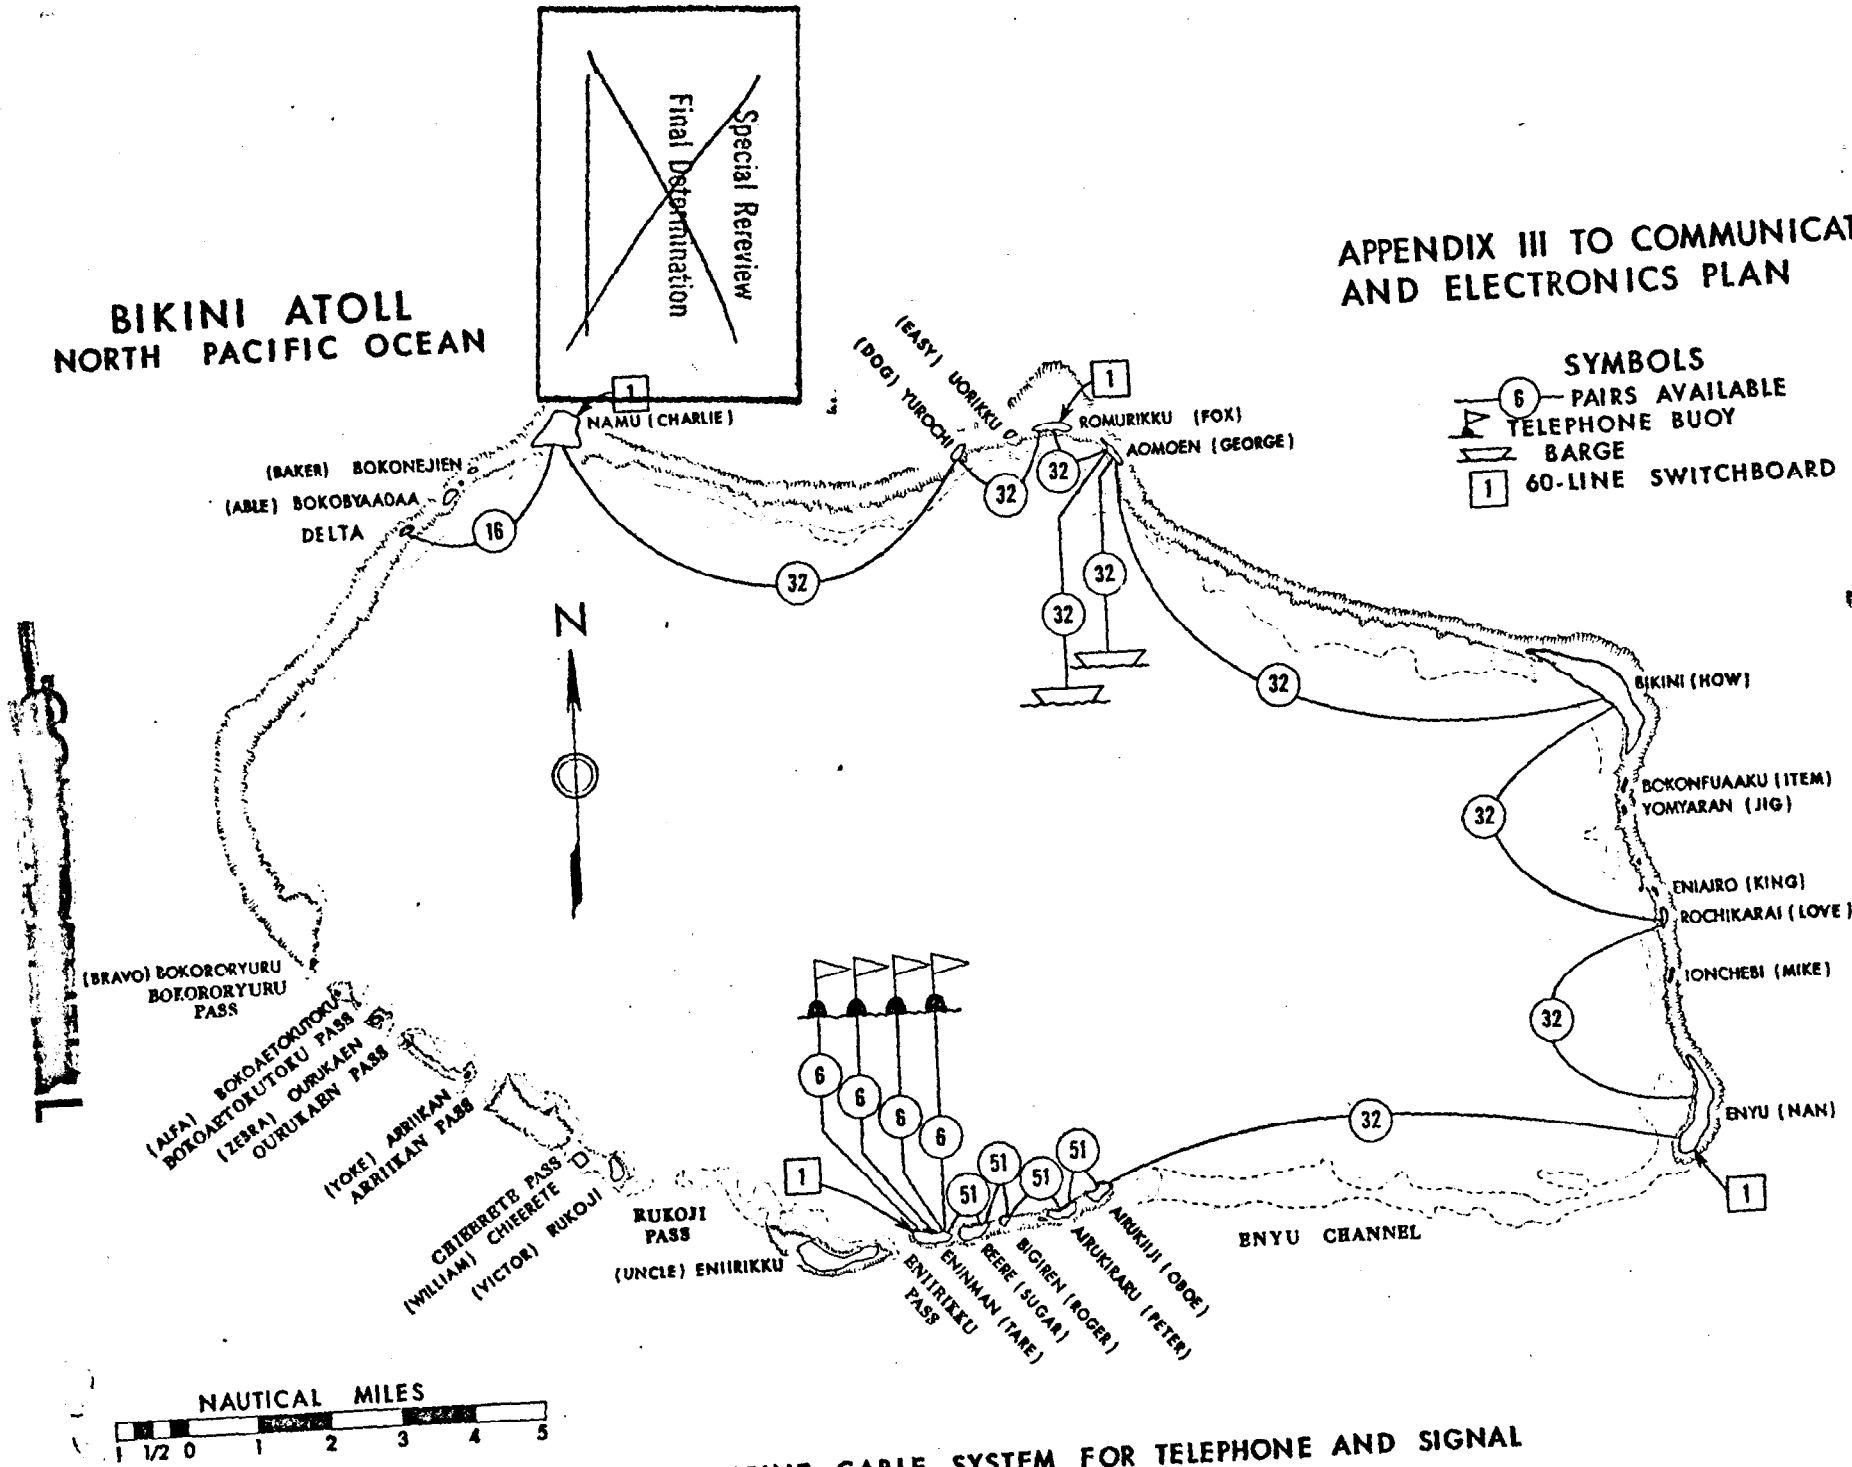 Special Rereview
Final Determination
BIKINI ATOLL
NORTH PACIFIC OCEAN
APPENDIX III TO COMMUNICAT
AND ELECTRONICS PLAN
SYMBOLS
6 PAIRS AVAILABLE
TELEPHONE BUOY
BARGE
1 60-LINE SWITCHBOARD
1
NAMU (CHARLIE)
(BAKER) BOKONEJIEN
(ABLE) BOKOBYAADAA
DELTA
16
32
(EASY) UORIKKU
(DOG) YUROCHI
1
ROMURIKKU (FOX)
AOMOEN (GEORGE)
32
32
32
32
32
N
BIKINI (HOW)
BOKONFUAAKU (ITEM)
YOMYARAN (JIG)
32
ENIAIRO (KING)
ROCHIKARAI (LOVE)
IONCHEBI (MIKE)
32
ENYU (NAN)
1
32
ENYU CHANNEL
(BRAVO) BOKORORYURU
BOKORORYURU
PASS
(ALFA) BOKOAETOKUTOKU
BOKOAETOKUTOKU PASS
(ZEBRA) OURUKAEN
OURUKAEN PASS
(YOKE) ARRIIKAN
ARRIIKAN PASS
CHIEERETE PASS
(WILLIAM) CHIEERETE
(VICTOR) RUKOJI
RUKOJI
PASS
(UNCLE) ENIIRIKKU
1
6
6
6
6
51
51
51
51
ENIIRIKKU
PASS
ENINMAN (TARE)
REERE (SUGAR)
BIGIREN (ROGER)
AIRUKIRARU (PETER)
AIRUKIIJI (OBOE)
NAUTICAL MILES
1 1/2 0 1 2 3 4 5
CABLE SYSTEM FOR TELEPHONE AND SIGNAL